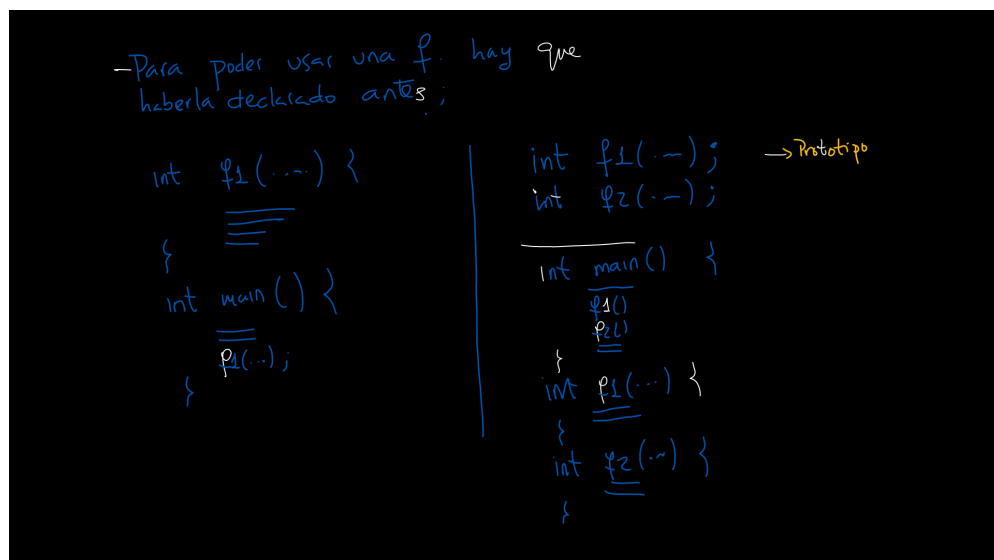 -Para poder usar una f. hay que
haberla declarado antes;
int f1(....) {
}
int main() {
f1(...);
}
int f1(.~); → Prototipo
int f2(.~);
int main() {
f1()
f2()
}
int f1(...) {
}
int f2(.~) {
}